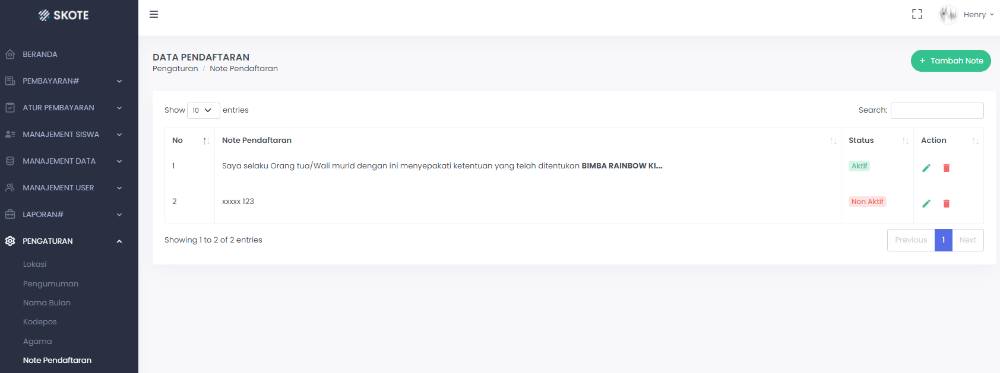 SKOTE
Henry
BERANDA
PEMBAYARAN#
ATUR PEMBAYARAN
MANAJEMENT SISWA
MANAJEMENT DATA
MANAJEMENT USER
LAPORAN#
PENGATURAN
Lokasi
Pengumuman
Nama Bulan
Kodepos
Agama
Note Pendaftaran
DATA PENDAFTARAN
Pengaturan / Note Pendaftaran
+ Tambah Note
Show 10 entries
Search:
No Note Pendaftaran Status Action
1 Saya selaku Orang tua/Wali murid dengan ini menyepakati ketentuan yang telah ditentukan BIMBA RAINBOW KI... Aktif
2 xxxxx 123 Non Aktif
Showing 1 to 2 of 2 entries
Previous 1 Next